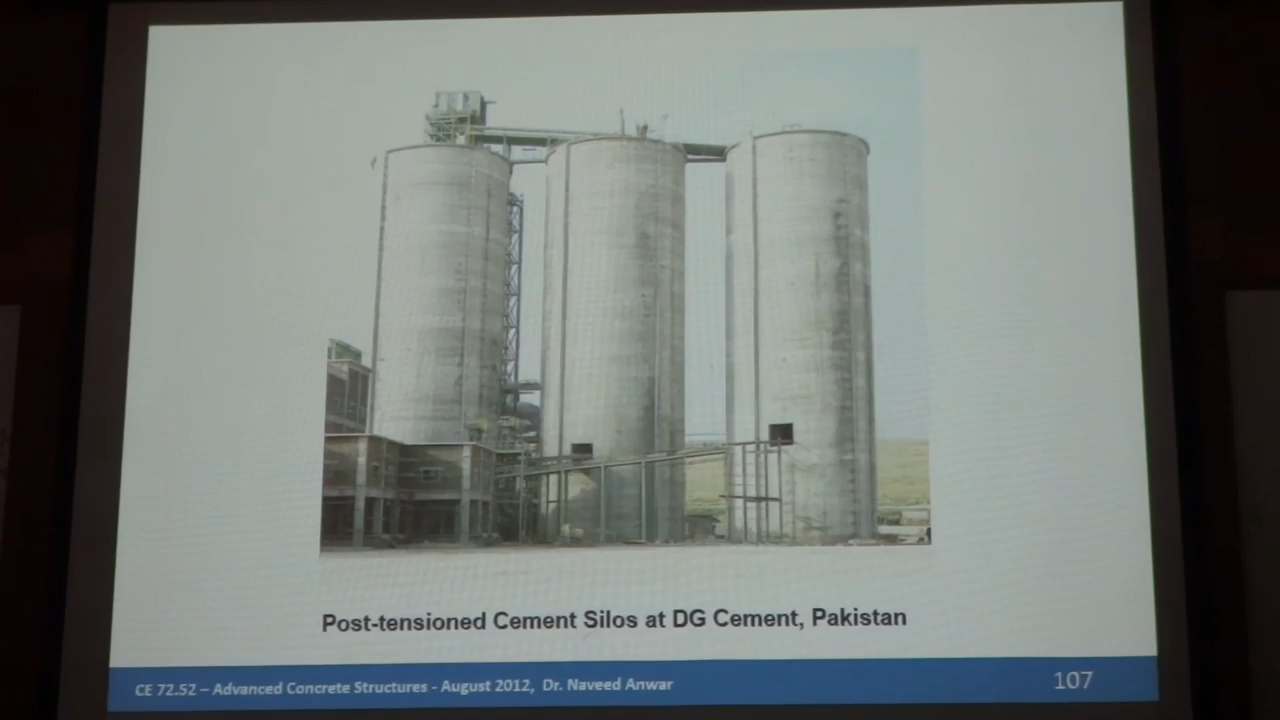 Post-tensioned Cement Silos at DG Cement, Pakistan
CE 72.52 – Advanced Concrete Structures - August 2012, Dr. Naveed Anwar
107